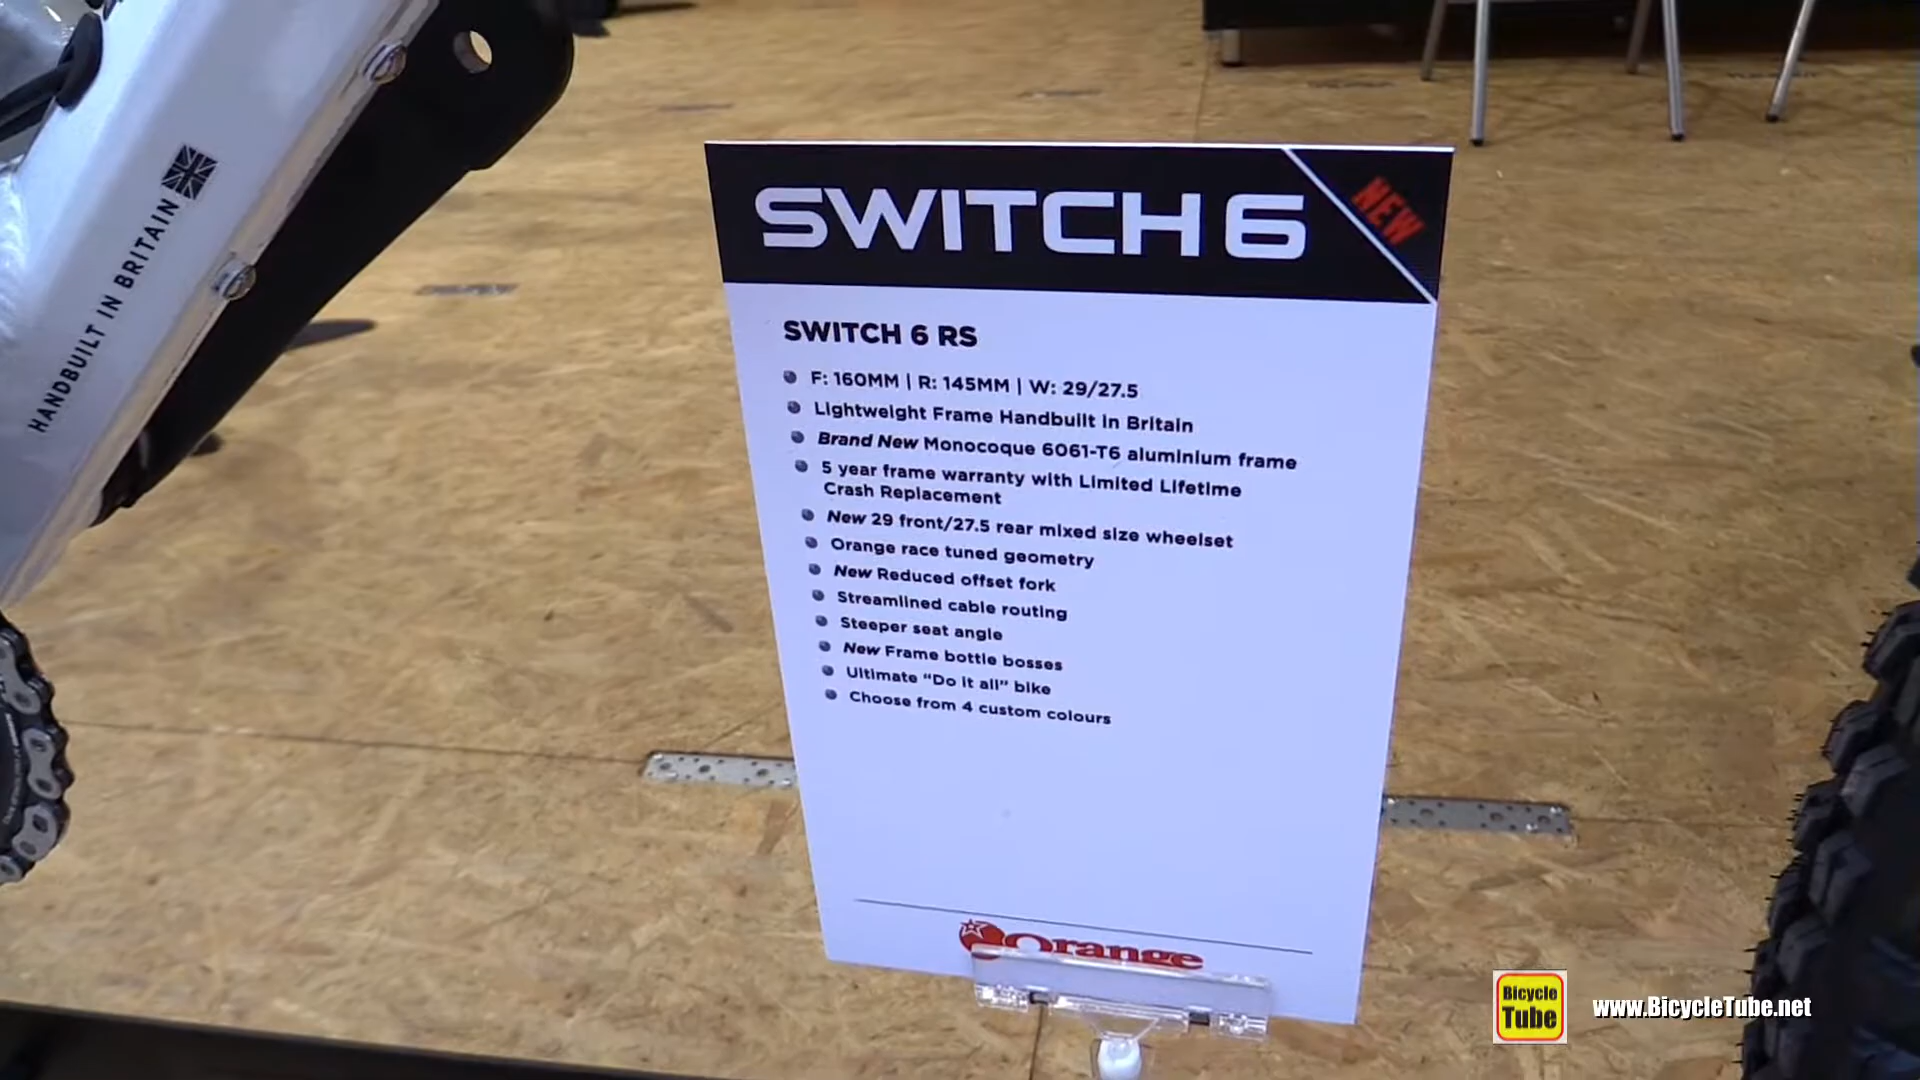 HANDBUILT IN BRITAIN
SWITCH 6
NEW
SWITCH 6 RS
F: 160MM | R: 145MM | W: 29/27.5
Lightweight Frame Handbuilt in Britain
Brand New Monocoque 6061-T6 aluminium frame
5 year frame warranty with Limited Lifetime
Crash Replacement
New 29 front/27.5 rear mixed size wheelset
Orange race tuned geometry
New Reduced offset fork
Streamlined cable routing
Steeper seat angle
New Frame bottle bosses
Ultimate “Do it all” bike
Choose from 4 custom colours
Orange
Bicycle
Tube
www.BicycleTube.net